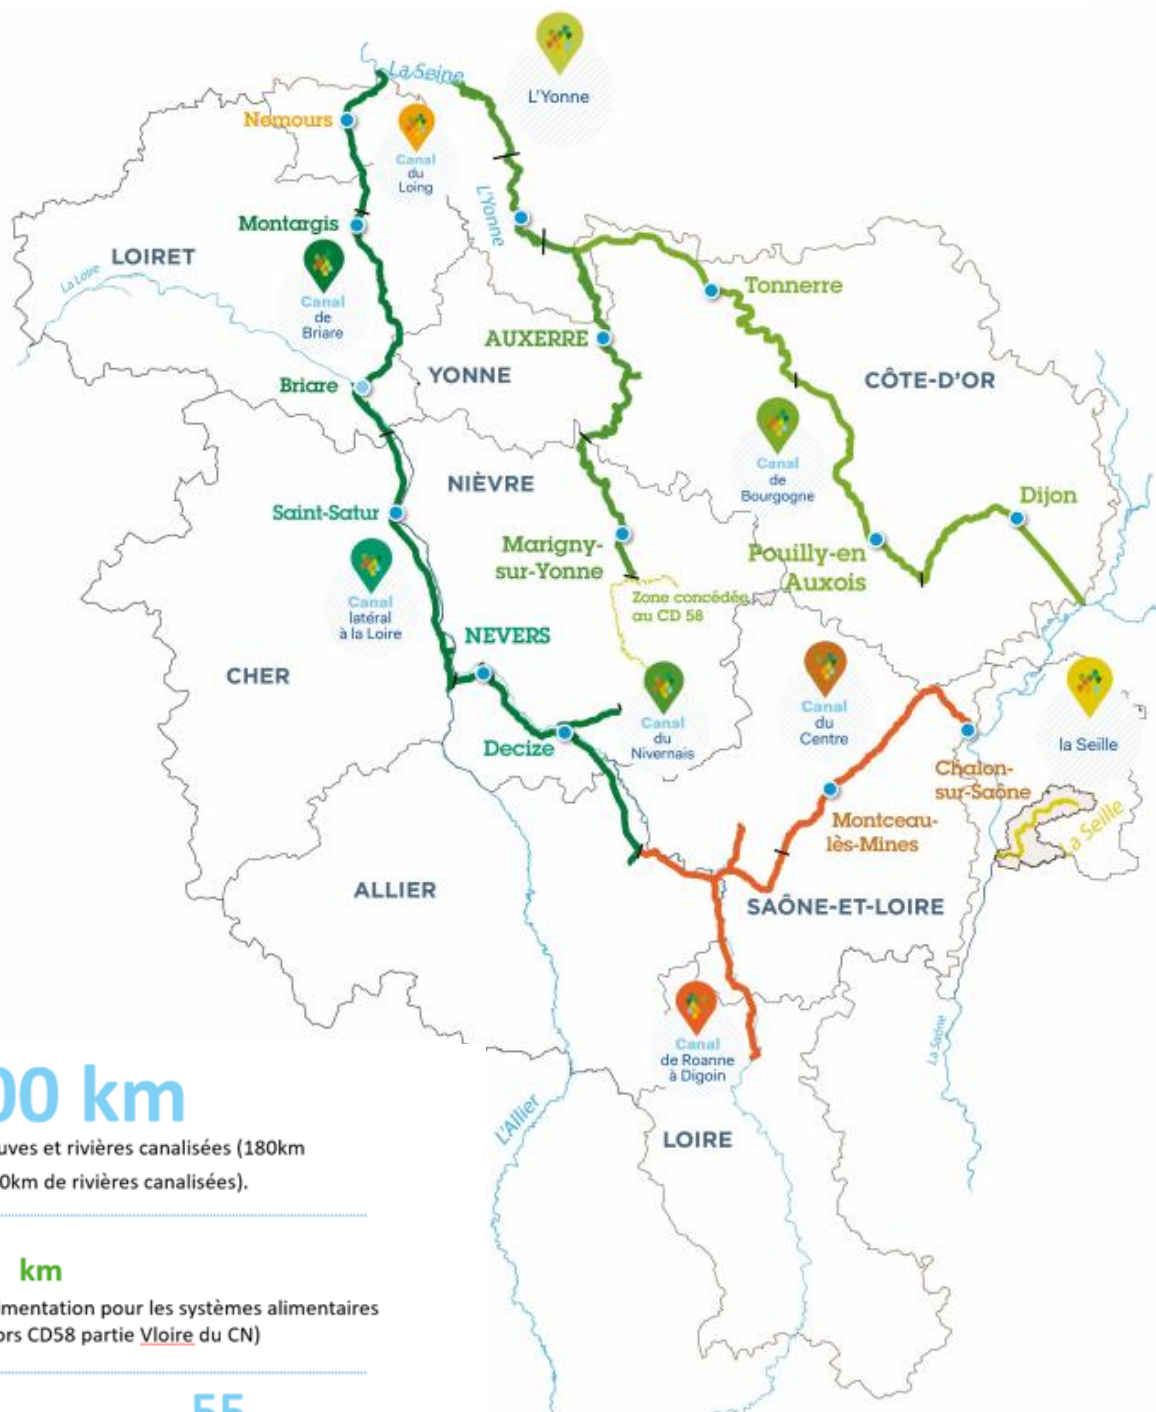 La Seine
L'Yonne
Nemours
Canal
du
Loing
L'Yonne
Montargis
LOIRET
La Loire
Canal
de
Briare
Tonnerre
AUXERRE
YONNE
CÔTE-D'OR
Briare
Canal
de
Bourgogne
NIÈVRE
Dijon
Saint-Satur
Marigny-
sur-Yonne
Pouilly-en
Auxois
Zone concédée
au CD 58
Canal
latéral
à la Loire
NEVERS
CHER
Canal
du
Nivernais
Canal
du
Centre
la Seille
Decize
Chalon-
sur-Saône
La Seille
Montceau-
lès-Mines
ALLIER
SAÔNE-ET-LOIRE
Canal
de Roanne
à Digoin
La Saône
L'Allier
LOIRE
00 km
uves et rivières canalisées (180km
0km de rivières canalisées).
km
imentation pour les systèmes alimentaires
ors CD58 partie Vloire du CN)
55